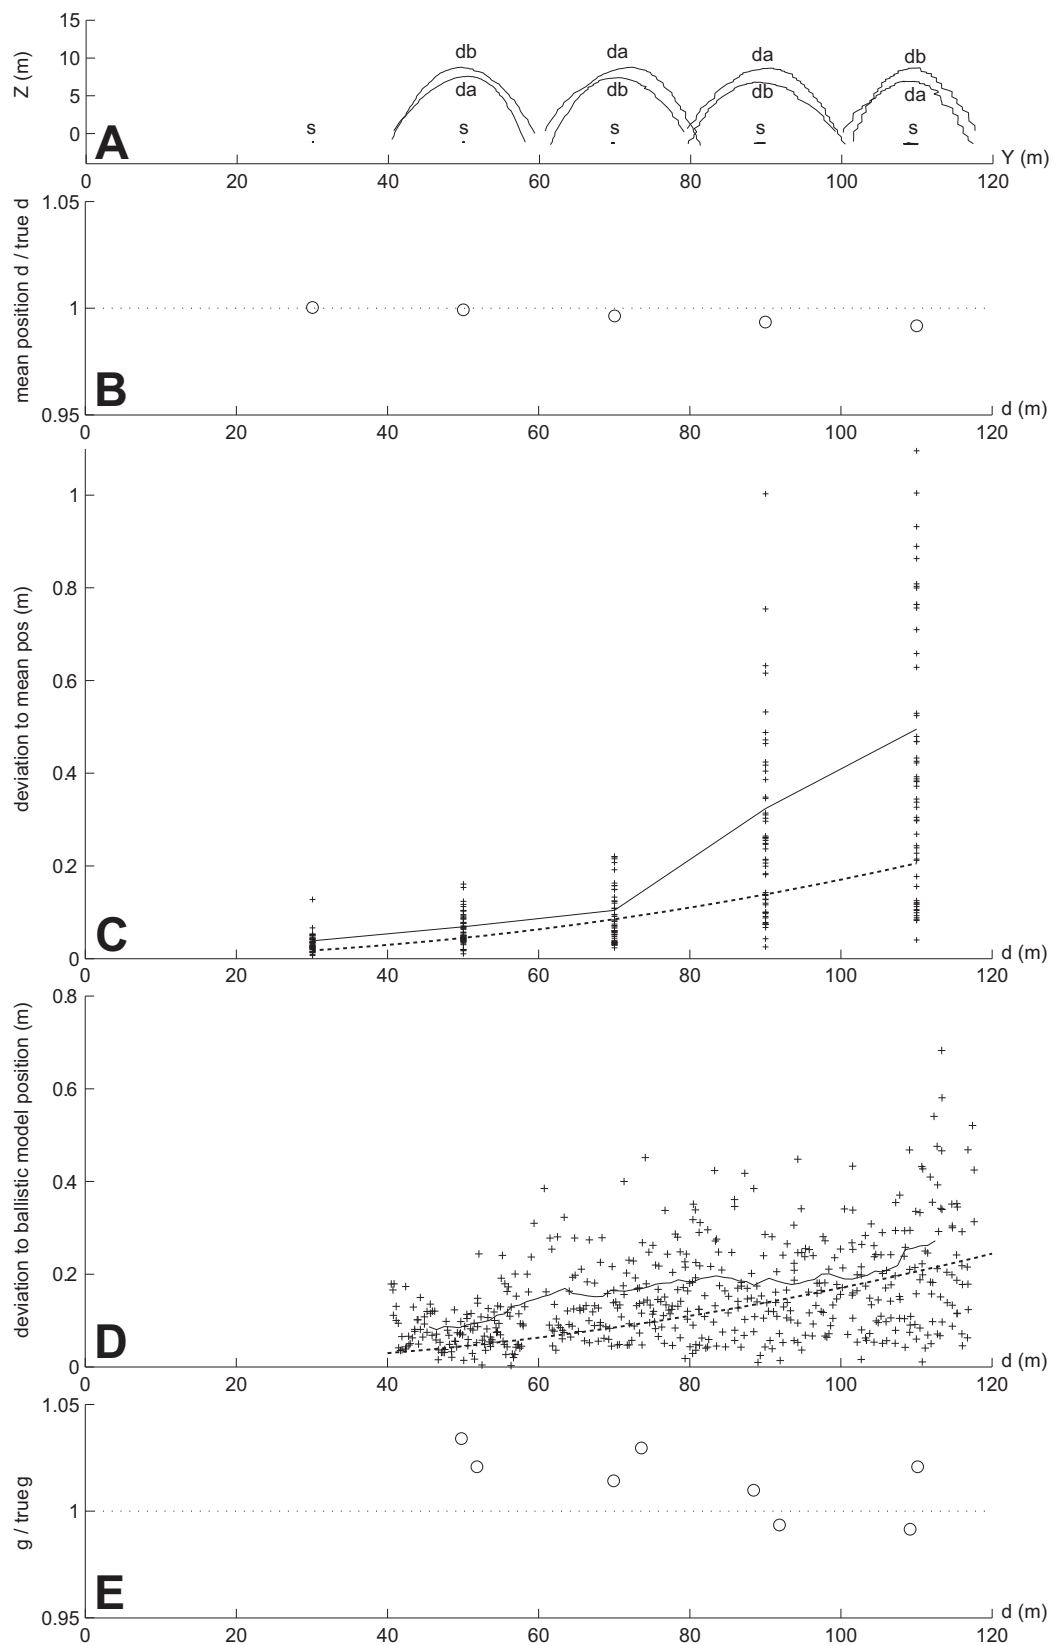 Z (m)
15
10
5
0
db
da
da
db
da
db
db
da
s
s
s
s
s
A
0
20
40
60
80
100
120
Y (m)
mean position d / true d
1.05
1
0.95
B
0
20
40
60
80
100
120
d (m)
deviation to mean pos (m)
1
0.8
0.6
0.4
0.2
0
C
0
20
40
60
80
100
120
d (m)
deviation to ballistic model position (m)
0.8
0.6
0.4
0.2
0
D
0
20
40
60
80
100
120
d (m)
g / true g
1.05
1
0.95
E
0
20
40
60
80
100
120
d (m)